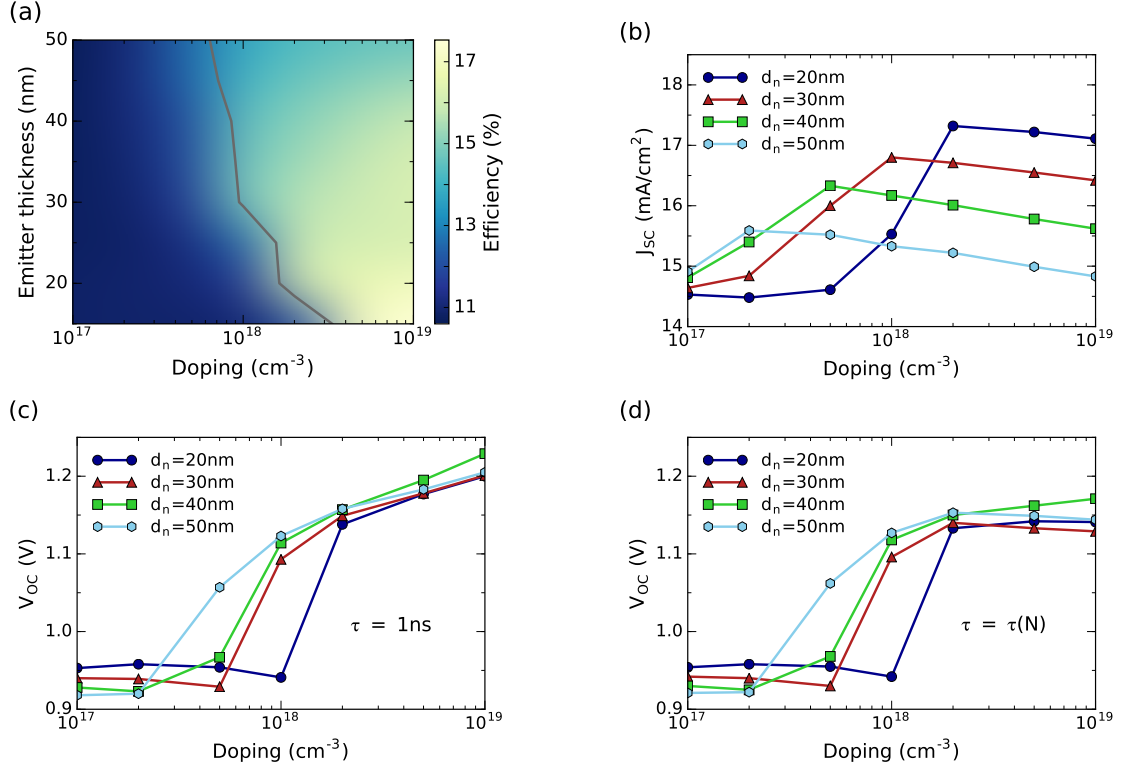 (a)
50
40
30
20
10^17
10^18
10^19
Emitter thickness (nm)
Doping (cm^-3)
17
15
13
11
Efficiency (%)
(b)
18
17
16
15
14
10^17
10^18
10^19
J_SC (mA/cm^2)
Doping (cm^-3)
d_n=20nm
d_n=30nm
d_n=40nm
d_n=50nm
(c)
1.2
1.1
1.0
0.9
10^17
10^18
10^19
V_OC (V)
Doping (cm^-3)
d_n=20nm
d_n=30nm
d_n=40nm
d_n=50nm
τ = 1ns
(d)
1.2
1.1
1.0
0.9
10^17
10^18
10^19
V_OC (V)
Doping (cm^-3)
d_n=20nm
d_n=30nm
d_n=40nm
d_n=50nm
τ = τ(N)